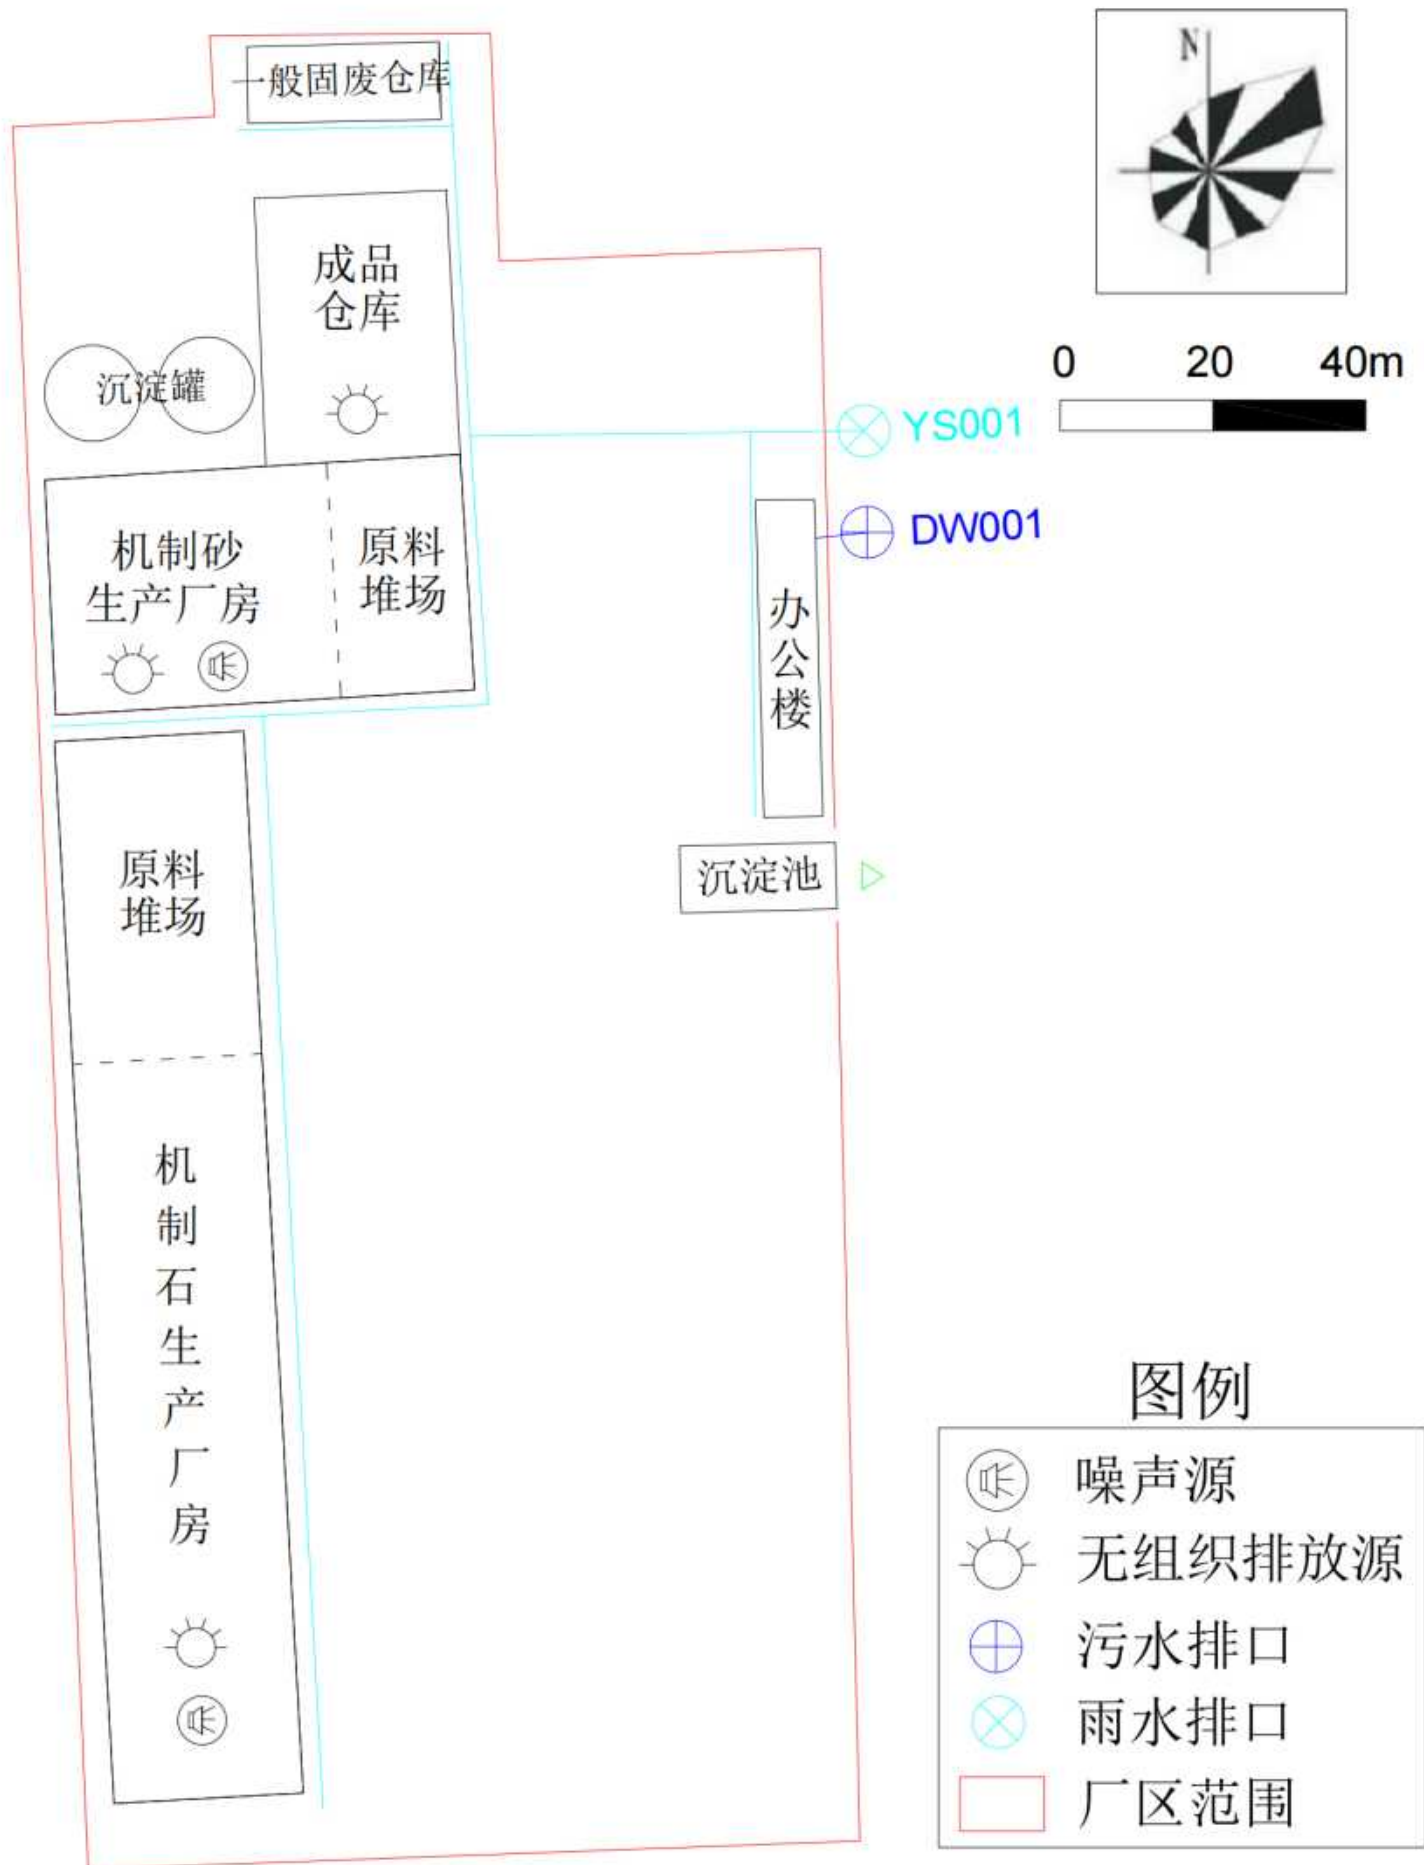 一般固废仓库
N
成品
仓库
0 20 40m
沉淀罐
YS001
DW001
机制砂
生产厂房
原料
堆场
办公楼
原料
堆场
沉淀池
机制石生产厂房
图例
噪声源
无组织排放源
污水排口
雨水排口
厂区范围